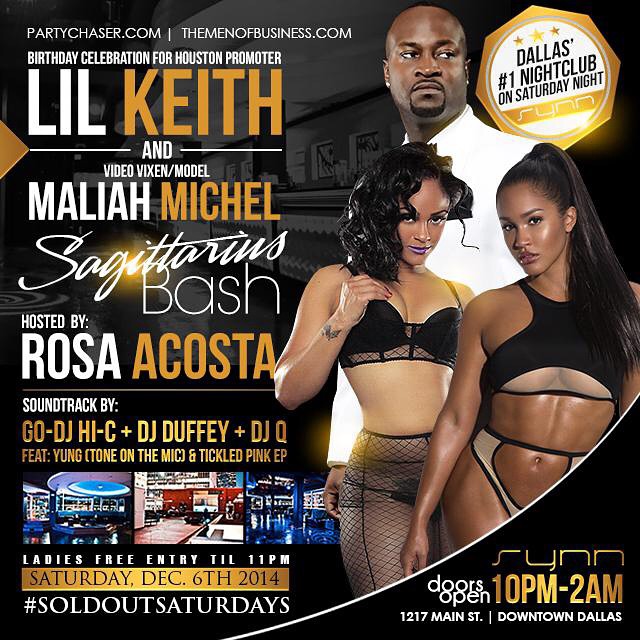 PARTYCHASER.COM | THEMENOFBUSINESS.COM
BIRTHDAY CELEBRATION FOR HOUSTON PROMOTER
LIL KEITH
AND
VIDEO VIXEN/MODEL
MALIAH MICHEL
Sagittarius
Bash
HOSTED BY:
ROSA ACOSTA
SOUNDTRACK BY:
GO-DJ HI-C + DJ DUFFEY + DJ Q
FEAT: YUNG (TONE ON THE MIC) & TICKLED PINK EP
LADIES FREE ENTRY TIL 11PM
SATURDAY, DEC. 6TH 2014
#SOLDOUTSATURDAYS
DALLAS'
#1 NIGHTCLUB
ON SATURDAY NIGHT
synn
synn
doors open 10PM-2AM
1217 MAIN ST. | DOWNTOWN DALLAS